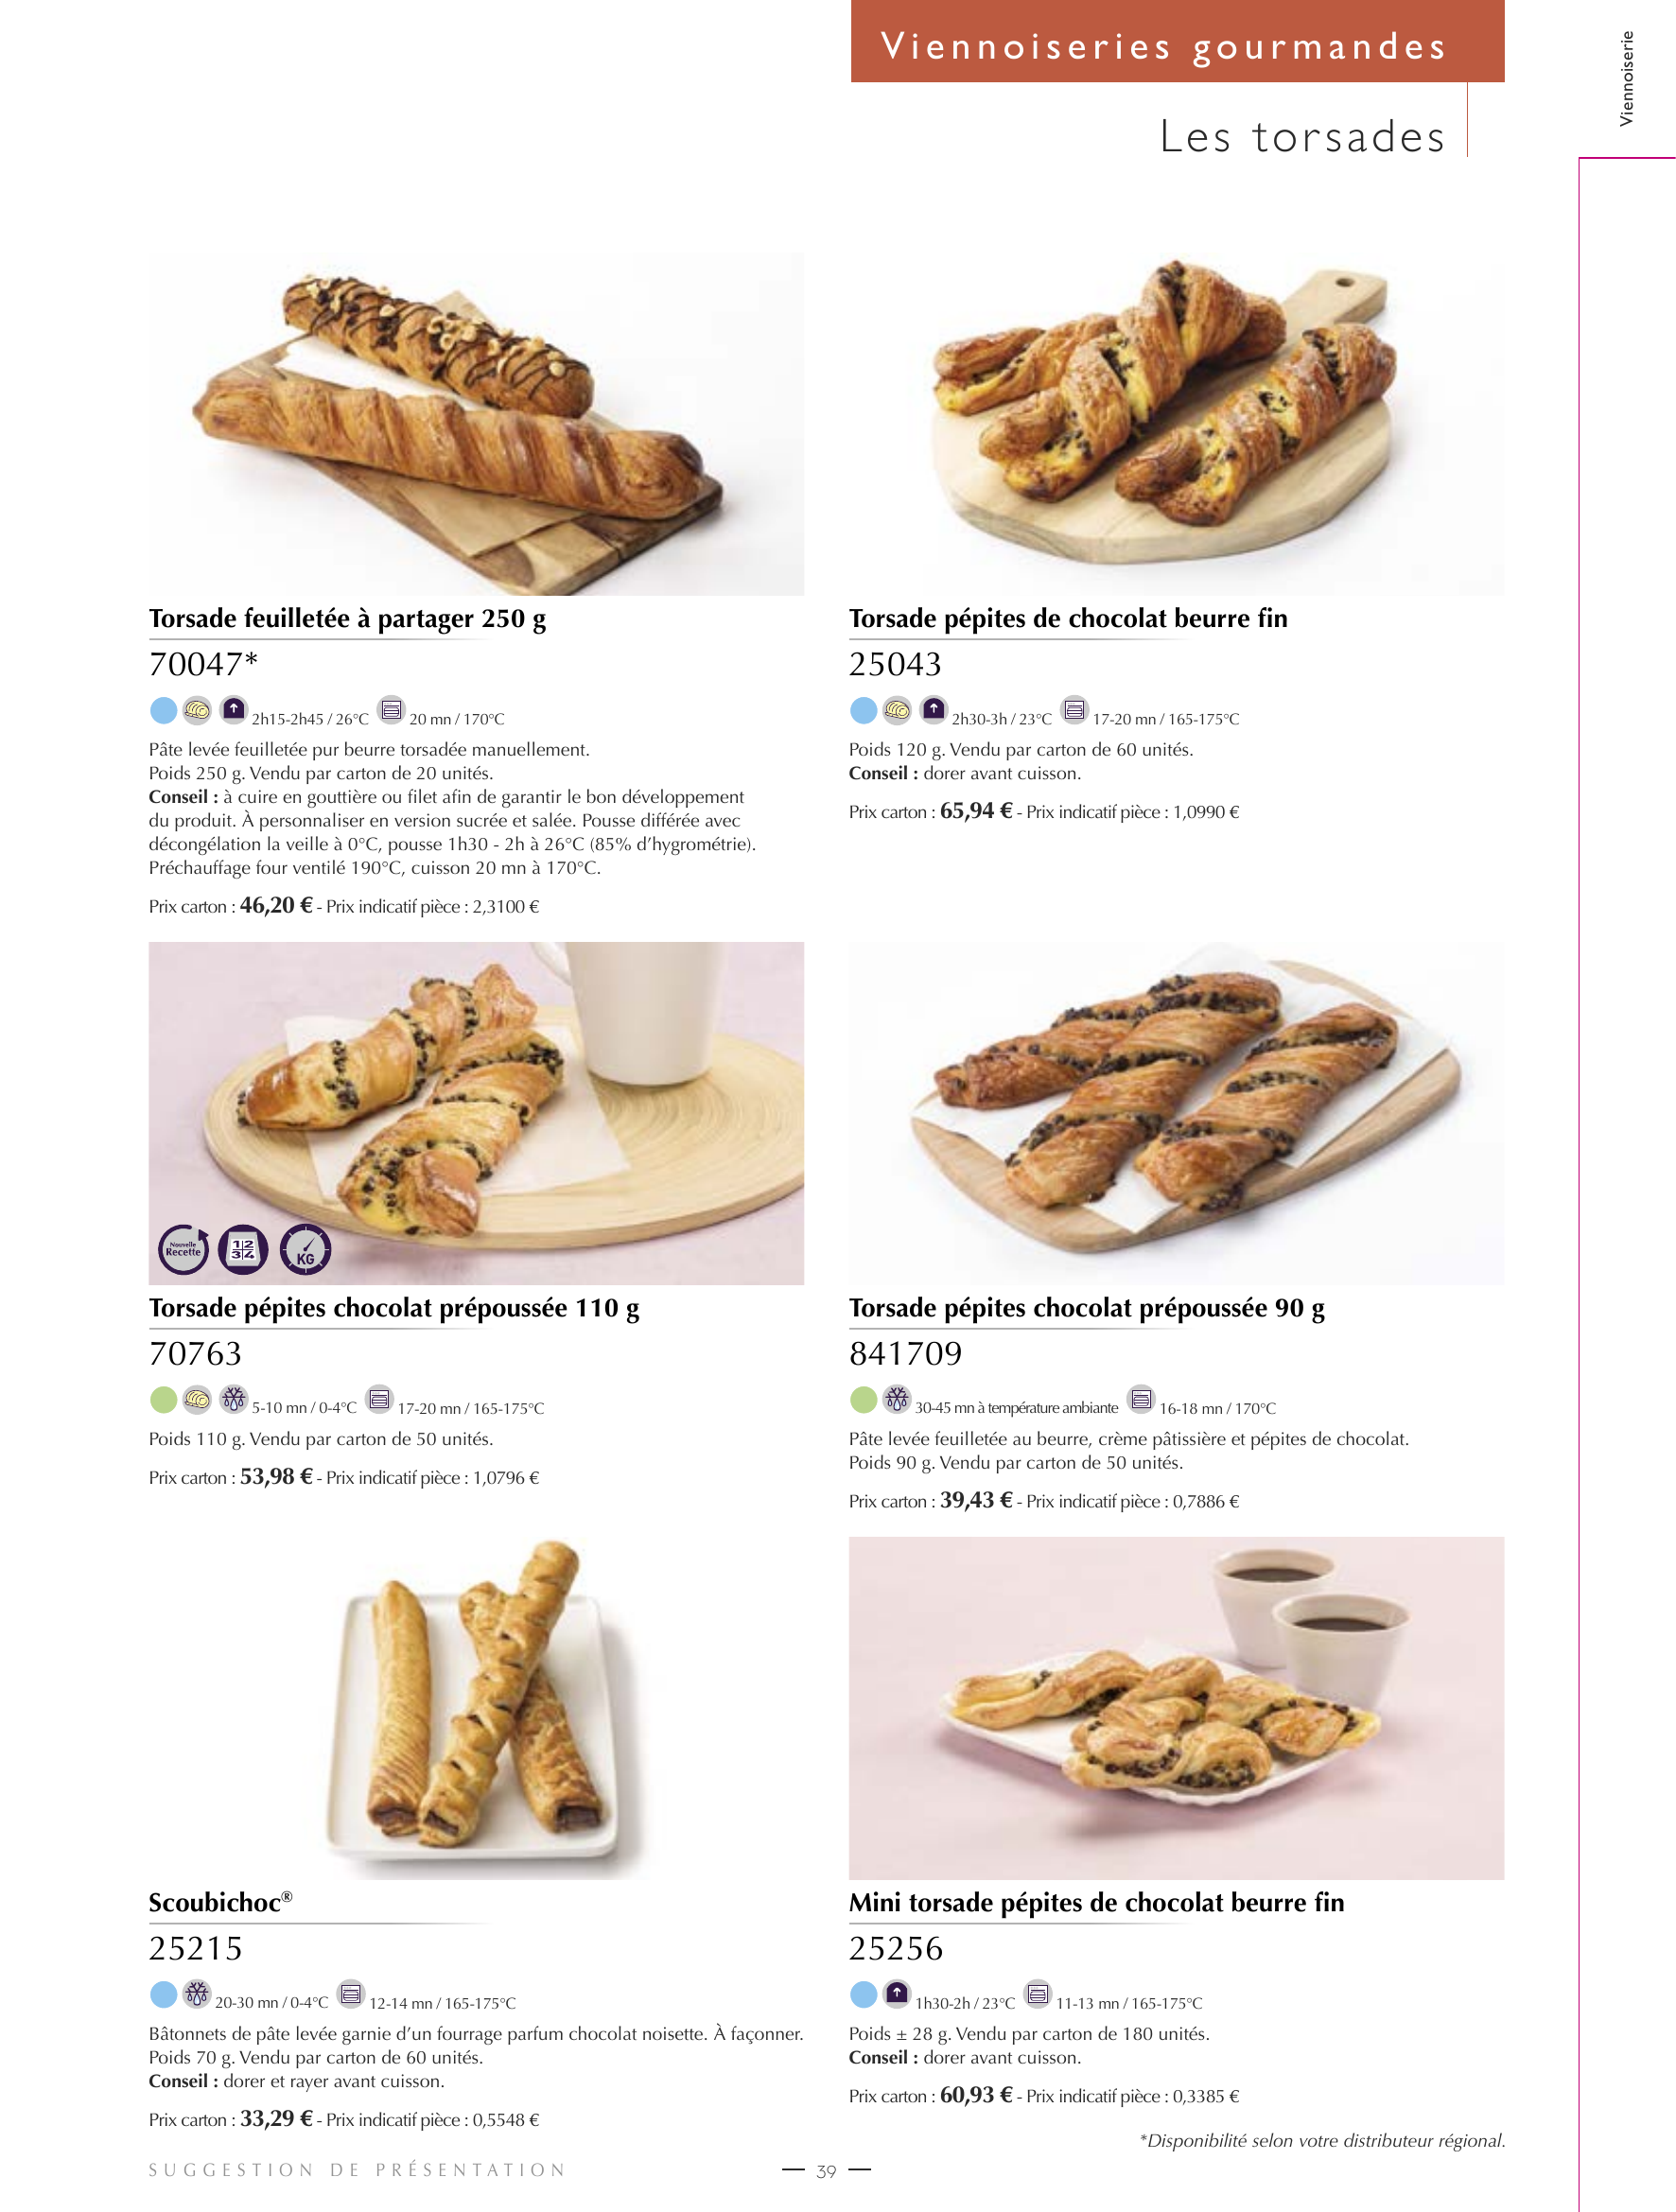 Viennoiseries gourmandes
Viennoiserie
Les torsades
Torsade feuilletée à partager 250 g
70047*
2h15-2h45 / 26°C 20 mn / 170°C
Pâte levée feuilletée pur beurre torsadée manuellement.
Poids 250 g. Vendu par carton de 20 unités.
Conseil : à cuire en gouttière ou filet afin de garantir le bon développement
du produit. À personnaliser en version sucrée et salée. Pousse différée avec
décongélation la veille à 0°C, pousse 1h30 - 2h à 26°C (85% d’hygrométrie).
Préchauffage four ventilé 190°C, cuisson 20 mn à 170°C.
Prix carton : 46,20 € - Prix indicatif pièce : 2,3100 €
Torsade pépites de chocolat beurre fin
25043
2h30-3h / 23°C 17-20 mn / 165-175°C
Poids 120 g. Vendu par carton de 60 unités.
Conseil : dorer avant cuisson.
Prix carton : 65,94 € - Prix indicatif pièce : 1,0990 €
Nouvelle
Recette
1 2
3 4
KG
Torsade pépites chocolat prépoussée 110 g
70763
5-10 mn / 0-4°C 17-20 mn / 165-175°C
Poids 110 g. Vendu par carton de 50 unités.
Prix carton : 53,98 € - Prix indicatif pièce : 1,0796 €
Torsade pépites chocolat prépoussée 90 g
841709
30-45 mn à température ambiante 16-18 mn / 170°C
Pâte levée feuilletée au beurre, crème pâtissière et pépites de chocolat.
Poids 90 g. Vendu par carton de 50 unités.
Prix carton : 39,43 € - Prix indicatif pièce : 0,7886 €
Scoubichoc®
25215
20-30 mn / 0-4°C 12-14 mn / 165-175°C
Bâtonnets de pâte levée garnie d’un fourrage parfum chocolat noisette. À façonner.
Poids 70 g. Vendu par carton de 60 unités.
Conseil : dorer et rayer avant cuisson.
Prix carton : 33,29 € - Prix indicatif pièce : 0,5548 €
Mini torsade pépites de chocolat beurre fin
25256
1h30-2h / 23°C 11-13 mn / 165-175°C
Poids ± 28 g. Vendu par carton de 180 unités.
Conseil : dorer avant cuisson.
Prix carton : 60,93 € - Prix indicatif pièce : 0,3385 €
*Disponibilité selon votre distributeur régional.
SUGGESTION DE PRÉSENTATION
39